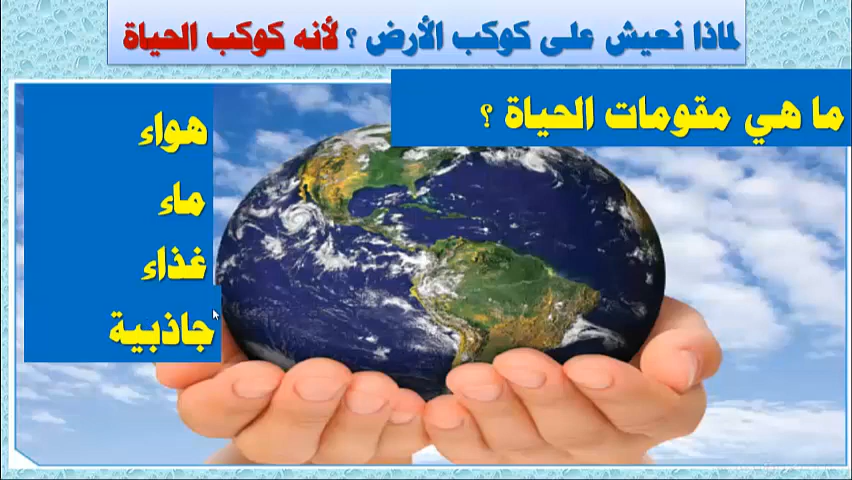 لماذا نعيش على كوكب الأرض ؟ لأنه كوكب الحياة
ما هي مقومات الحياة ؟
هواء
ماء
غذاء
جاذبية